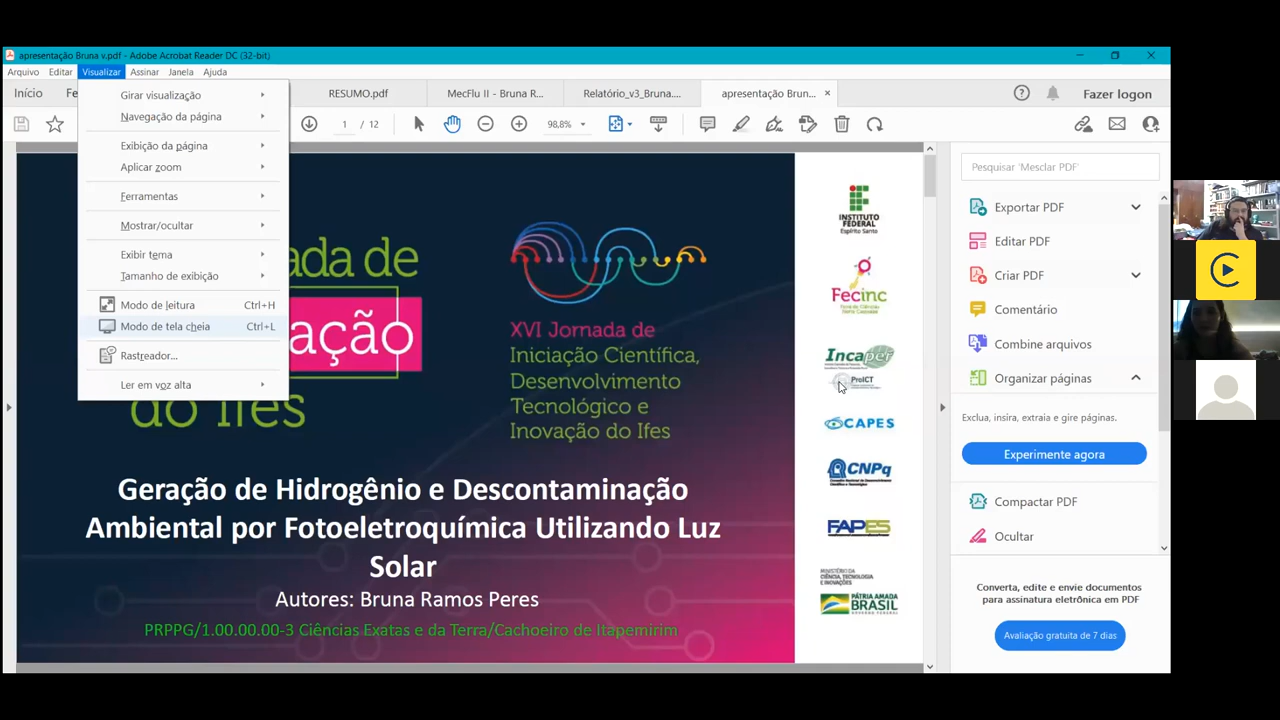 apresentação Bruna v.pdf - Adobe Acrobat Reader DC (32-bit)
Arquivo Editar Visualizar Assinar Janela Ajuda
Início Fe RESUMO.pdf MecFlu II - Bruna R... Relatório_v3_Bruna.... apresentação Brun... × Fazer logon
1 / 12 98,8%
Girar visualização
Navegação da página
Exibição da página
Aplicar zoom
Ferramentas
Mostrar/ocultar
Exibir tema
Tamanho de exibição
Modo de leitura Ctrl+H
Modo de tela cheia Ctrl+L
Rastreador...
Ler em voz alta
ada de
ação
do Ifes
XVI Jornada de
Iniciação Científica,
Desenvolvimento
Tecnológico e
Inovação do Ifes
Geração de Hidrogênio e Descontaminação
Ambiental por Fotoeletroquímica Utilizando Luz
Solar
Autores: Bruna Ramos Peres
PRPPG/1.00.00.00-3 Ciências Exatas e da Terra/Cachoeiro de Itapemirim
INSTITUTO
FEDERAL
Espírito Santo
Fecinc
Incaper
ProICT
CAPES
CNPq
FAPES
MINISTÉRIO DA
CIÊNCIA, TECNOLOGIA
E INOVAÇÕES
PÁTRIA AMADA
BRASIL
Pesquisar 'Mesclar PDF'
Exportar PDF
Editar PDF
Criar PDF
Comentário
Combine arquivos
Organizar páginas
Exclua, insira, extraia e gire páginas.
Experimente agora
Compactar PDF
Ocultar
Converta, edite e envie documentos
para assinatura eletrônica em PDF
Avaliação gratuita de 7 dias